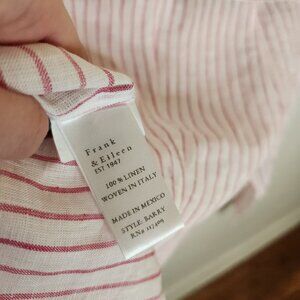 Frank
& Eileen
EST 1947
100% LINEN
WOVEN IN ITALY
MADE IN MEXICO
STYLE: BARRY